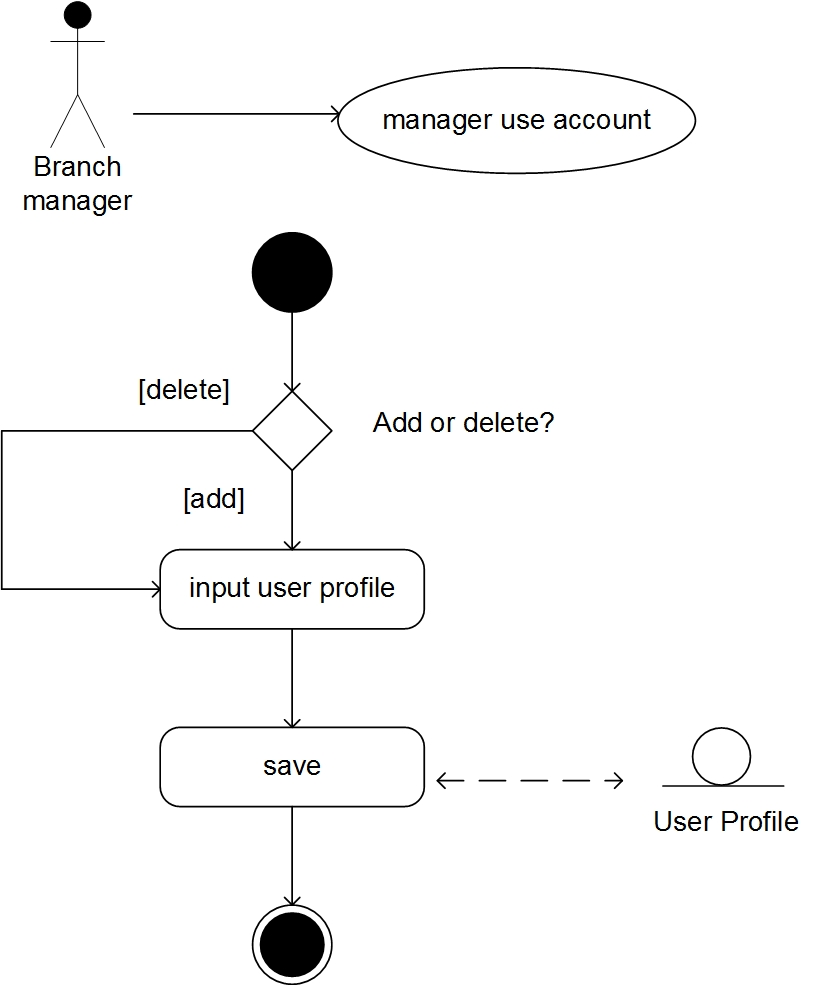 manager use account
Branch
manager
[delete]
Add or delete?
[add]
input user profile
save
User Profile